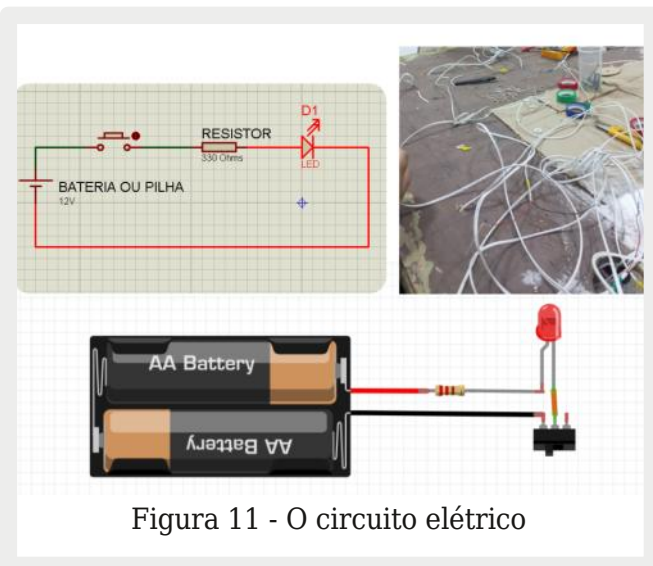 D1
RESISTOR
330 Ohms
LED
BATERIA OU PILHA
12V
AA Battery
AA Battery
Figura 11 - O circuito elétrico